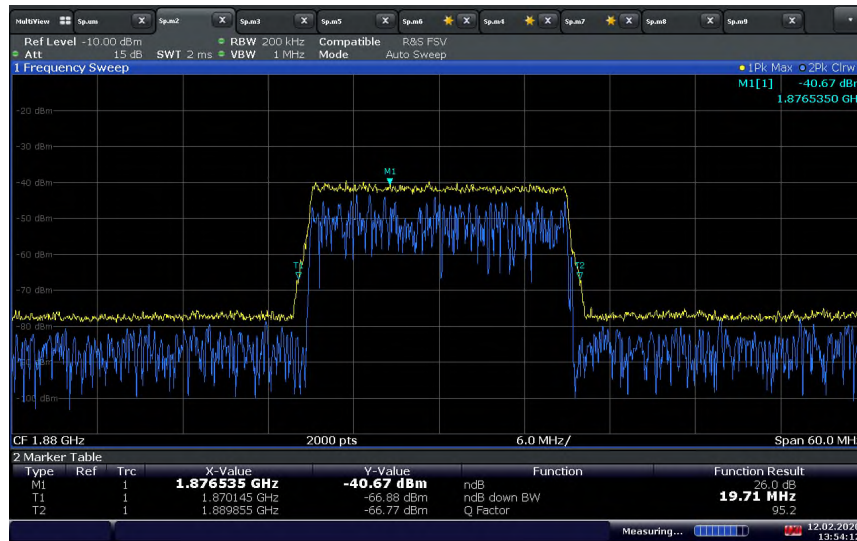 MultiView Sp.um X Sp.m2 X Sp.m3 X Sp.m5 X Sp.m6 X Sp.m4 X Sp.m7 X Sp.m8 X Sp.m9 X
Ref Level -10.00 dBm RBW 200 kHz Compatible R&S FSV
Att 15 dB SWT 2 ms VBW 1 MHz Mode Auto Sweep
1 Frequency Sweep 1Pk Max 2Pk Clrw
M1[1] -40.67 dBm
1.8765350 GH
-20 dBm
-30 dBm
M1
-40 dBm
-50 dBm
-60 dBm
T2
-70 dBm
-80 dBm
-100 dBm
CF 1.88 GHz 2000 pts 6.0 MHz/ Span 60.0 MH
2 Marker Table
Type Ref Trc X-Value Y-Value Function Function Result
M1 1 1.876535 GHz -40.67 dBm ndB 26.0 dB
T1 1 1.870145 GHz -66.88 dBm ndB down BW 19.71 MHz
T2 1 1.889855 GHz -66.77 dBm Q Factor 95.2
Measuring... 12.02.2020
13:54:12